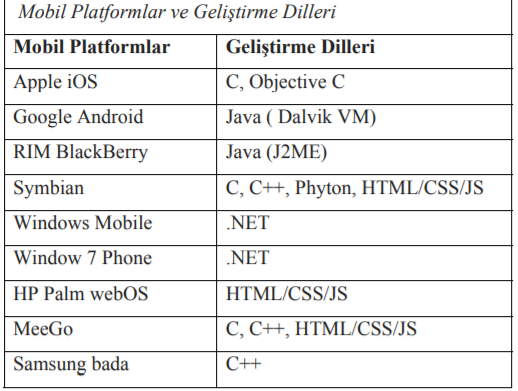 Mobil Platformlar ve Geliştirme Dilleri
Mobil Platformlar Geliştirme Dilleri
Apple iOS C, Objective C
Google Android Java ( Dalvik VM)
RIM BlackBerry Java (J2ME)
Symbian C, C++, Phyton, HTML/CSS/JS
Windows Mobile .NET
Window 7 Phone .NET
HP Palm webOS HTML/CSS/JS
MeeGo C, C++, HTML/CSS/JS
Samsung bada C++